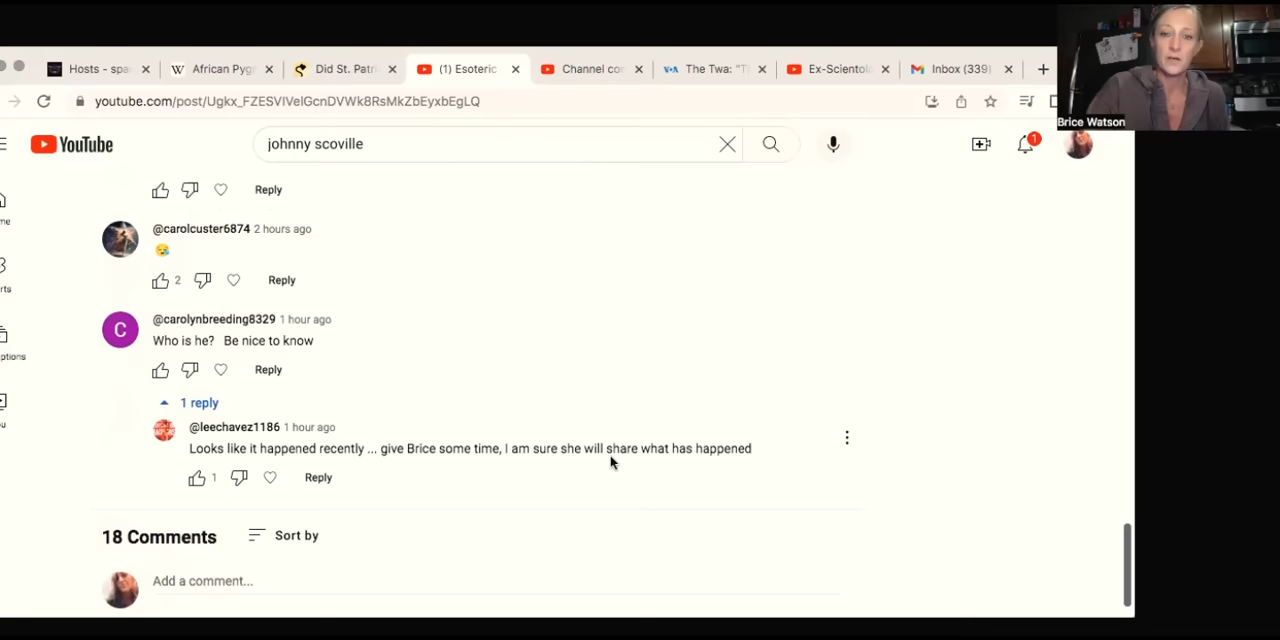 Hosts - spa
African Pyg
Did St. Patri
(1) Esoteric
Channel co
The Twa: "T
Ex-Scientol
Inbox (339)
Brice Watson
youtube.com/post/Ugkx_FZESVIVelGcnDVWk8RsMkZbEyxbEgLQ
YouTube
johnny scoville
1
me
Reply
@carolcuster6874 2 hours ago
rts
2
Reply
C
@carolynbreeding8329 1 hour ago
Who is he? Be nice to know
ptions
Reply
1 reply
u
@leechavez1186 1 hour ago
Looks like it happened recently ... give Brice some time, I am sure she will share what has happened
1
Reply
18 Comments
Sort by
Add a comment...